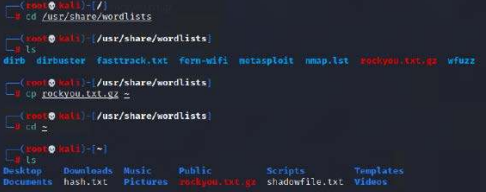 (root💀kali)-[/]
# cd /usr/share/wordlists
(root💀kali)-[/usr/share/wordlists]
# ls
dirb dirbuster fasttrack.txt fern-wifi metasploit nmap.lst rockyou.txt.gz wfuzz
(root💀kali)-[/usr/share/wordlists]
# cp rockyou.txt.gz ~
(root💀kali)-[/usr/share/wordlists]
# cd ~
(root💀kali)-[~]
# ls
Desktop Downloads Music Public Scripts Templates
Documents hash.txt Pictures rockyou.txt.gz shadowfile.txt Videos